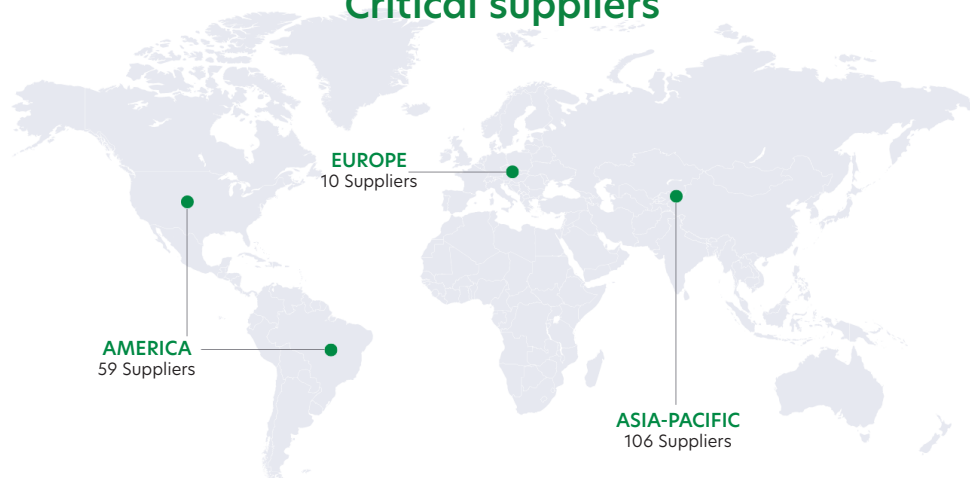 Critical suppliers
EUROPE
10 Suppliers
AMERICA
59 Suppliers
ASIA-PACIFIC
106 Suppliers